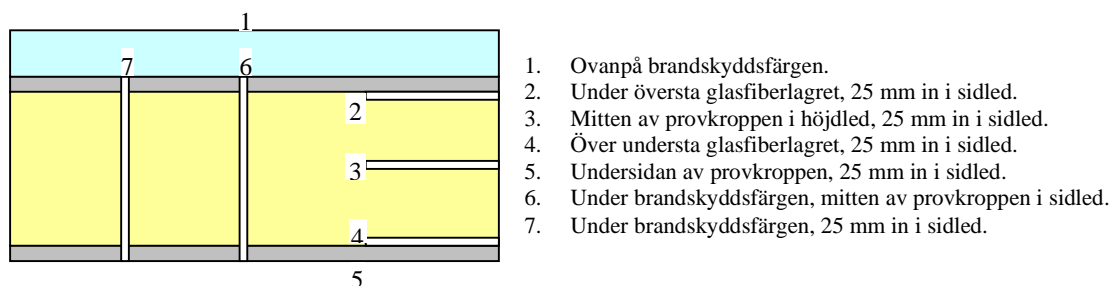 1
7
6
2
3
4
5
1. Ovanpå brandskyddsfärgen.
2. Under översta glasfiberlagret, 25 mm in i sidled.
3. Mitten av provkroppen i höjdled, 25 mm in i sidled.
4. Över understa glasfiberlagret, 25 mm in i sidled.
5. Undersidan av provkroppen, 25 mm in i sidled.
6. Under brandskyddsfärgen, mitten av provkroppen i sidled.
7. Under brandskyddsfärgen, 25 mm in i sidled.